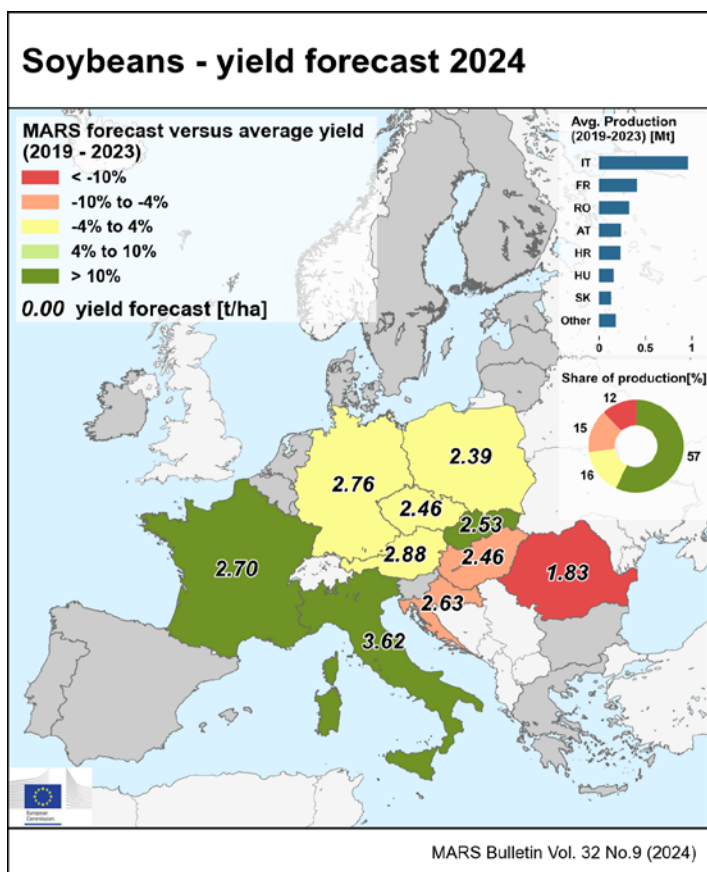 Soybeans - yield forecast 2024
MARS forecast versus average yield
(2019 - 2023)
< -10%
-10% to -4%
-4% to 4%
4% to 10%
> 10%
0.00 yield forecast [t/ha]
Avg. Production
(2019-2023) [Mt]
IT
FR
RO
AT
HR
HU
SK
Other
0 0.5 1
Share of production[%]
12
15
57
16
2.39
2.76
2.46
2.53
2.88
2.70
2.46
1.83
2.63
3.62
European
Commission
MARS Bulletin Vol. 32 No.9 (2024)